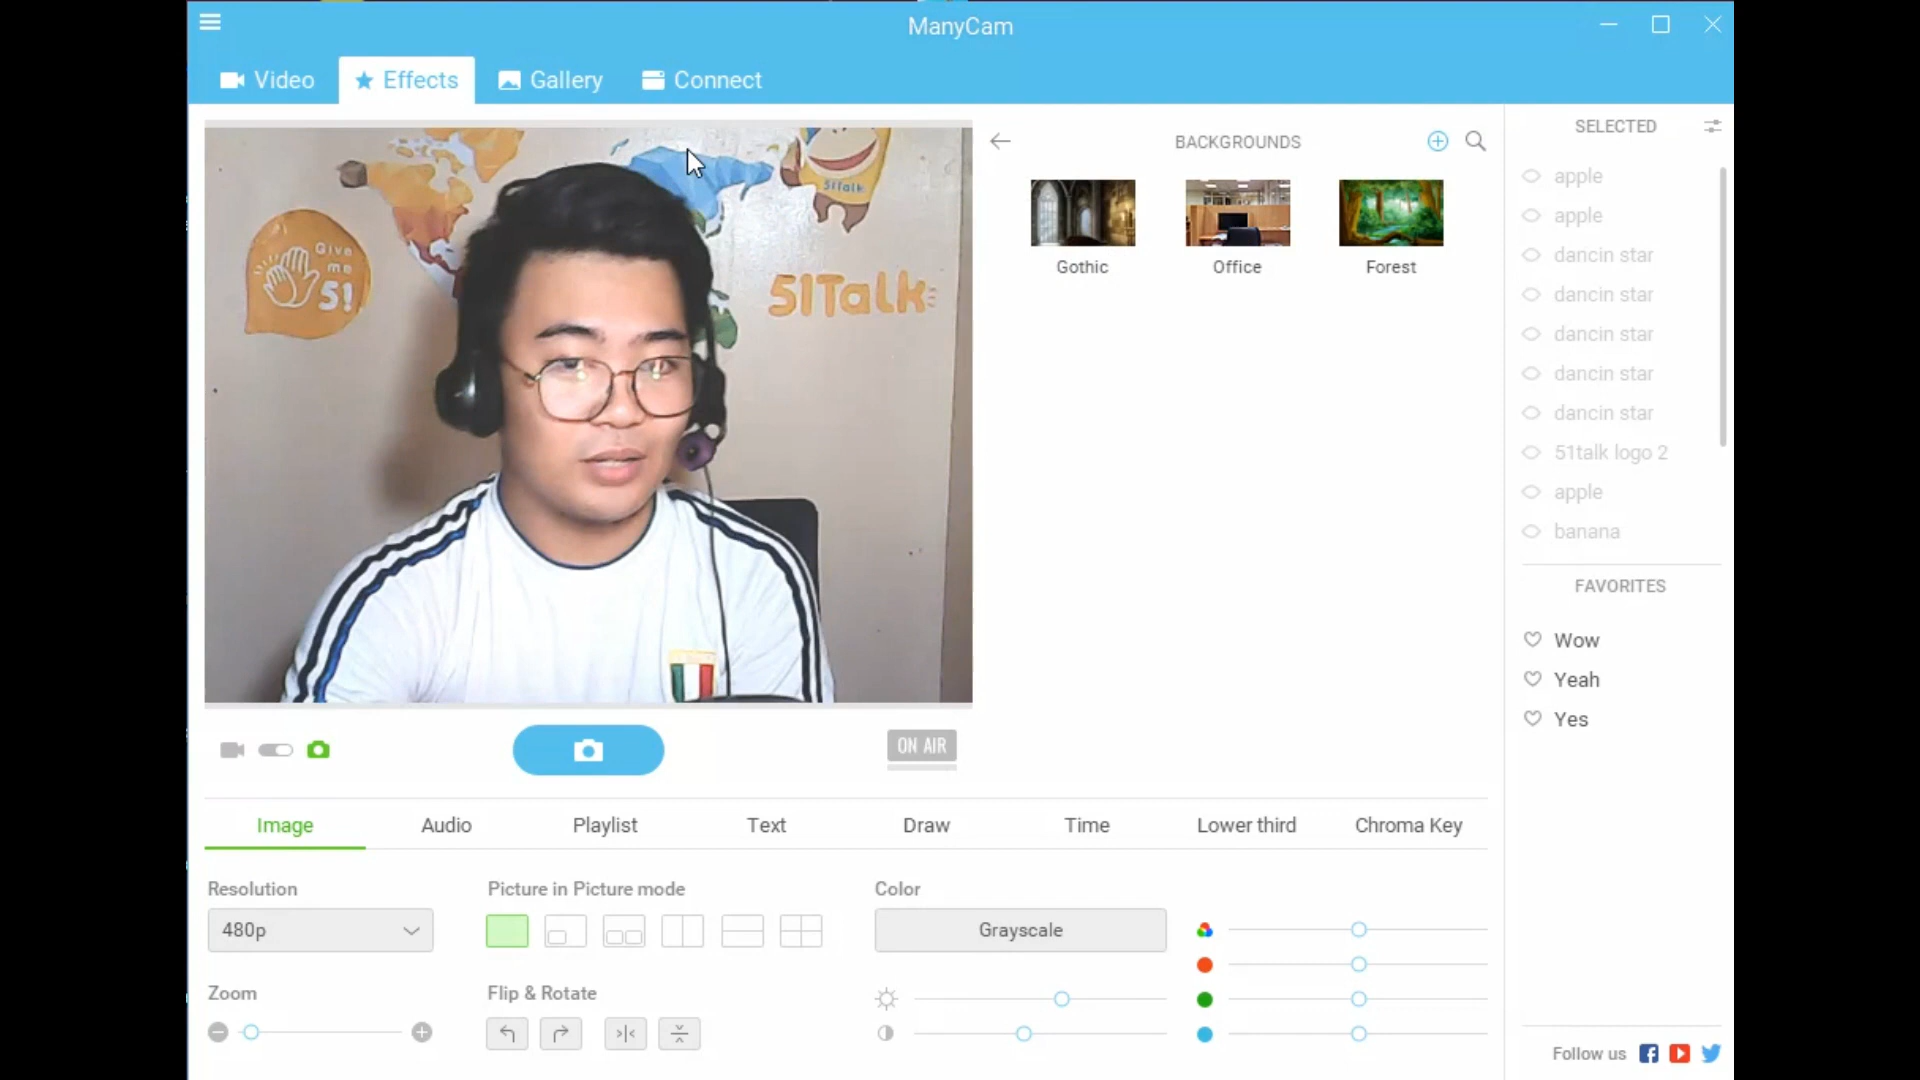 ManyCam
Video
Effects
Gallery
Connect
51Talk
Give
me
5!
51Talk
BACKGROUNDS
Gothic
Office
Forest
SELECTED
apple
apple
dancin star
dancin star
dancin star
dancin star
dancin star
51talk logo 2
apple
banana
FAVORITES
Wow
Yeah
Yes
ON AIR
Image
Audio
Playlist
Text
Draw
Time
Lower third
Chroma Key
Resolution
480p
Picture in Picture mode
Color
Grayscale
Zoom
Flip & Rotate
Follow us